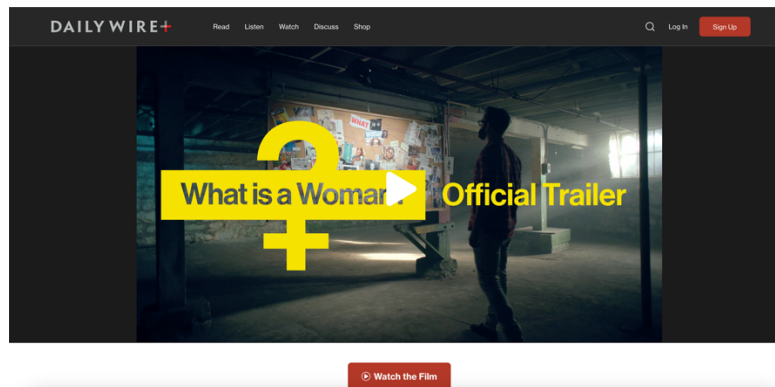 DAILY WIRE+
Read Listen Watch Discuss Shop
Log In Sign Up
WHAT
What is a Woman?
Official Trailer
Watch the Film